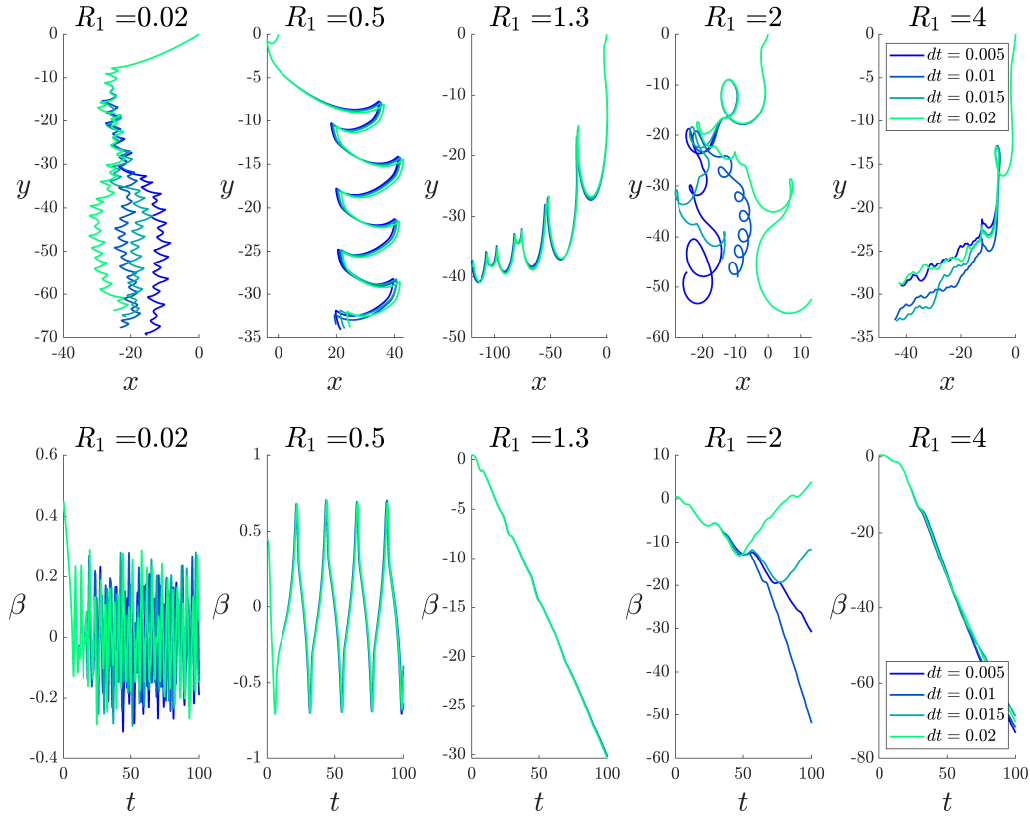 R₁ =0.02 R₁ =0.5 R₁ =1.3 R₁ =2 R₁ =4
0 0 0 0 0
dt = 0.005
dt = 0.01
dt = 0.015
dt = 0.02
-10 -5 -10 -10 -5
-20 -10 -20 -20 -10
-30 -15 -30 -30 -15
y y y y y
-40 -20 -40 -40 -20
-50 -25 -50 -50 -25
-60 -30 -60 -30
-70 -35 -35
-40 -20 0 0 20 40 -100 -50 0 -20 -10 0 10 -40 -20 0
x x x x x
R₁ =0.02 R₁ =0.5 R₁ =1.3 R₁ =2 R₁ =4
0.6 1 0 10 0
0.4 0.5 -5 0 -20
0.2 0 -10 -10 -40
β β β β β
0 -0.5 -15 -20 -60
-0.2 -1 -20 -30 -80
-0.4 -25 -40
-30 -50
-60
dt = 0.005
dt = 0.01
dt = 0.015
dt = 0.02
0 50 100 0 50 100 0 50 100 0 50 100 0 50 100
t t t t t